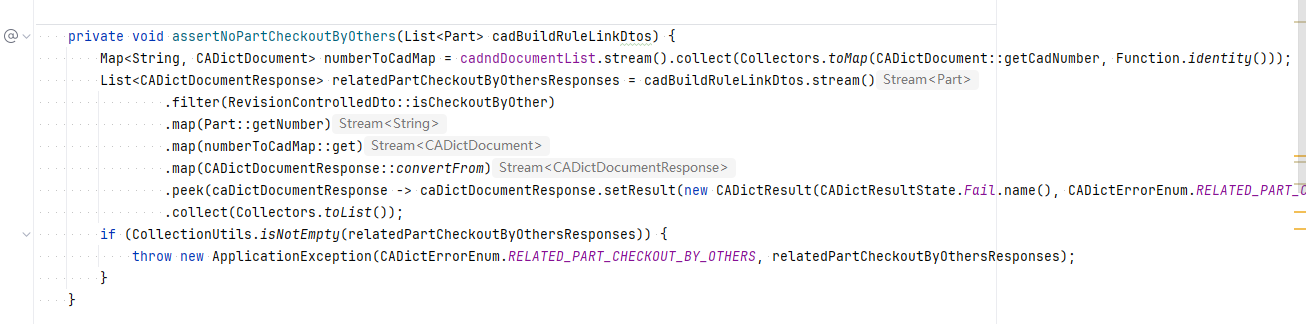 private void assertNoPartCheckoutByOthers(List<Part> cadBuildRuleLinkDtos) {
Map<String, CADictDocument> numberToCadMap = cadndDocumentList.stream().collect(Collectors.toMap(CADictDocument::getCadNumber, Function.identity()));
List<CADictDocumentResponse> relatedPartCheckoutByOthersResponses = cadBuildRuleLinkDtos.stream() Stream<Part>
.filter(RevisionControlledDto::isCheckoutByOther)
.map(Part::getNumber) Stream<String>
.map(numberToCadMap::get) Stream<CADictDocument>
.map(CADictDocumentResponse::convertFrom) Stream<CADictDocumentResponse>
.peek(caDictDocumentResponse -> caDictDocumentResponse.setResult(new CADictResult(CADictResultState.Fail.name(), CADictErrorEnum.RELATED_PART_C
.collect(Collectors.toList());
if (CollectionUtils.isNotEmpty(relatedPartCheckoutByOthersResponses)) {
throw new ApplicationException(CADictErrorEnum.RELATED_PART_CHECKOUT_BY_OTHERS, relatedPartCheckoutByOthersResponses);
}
}